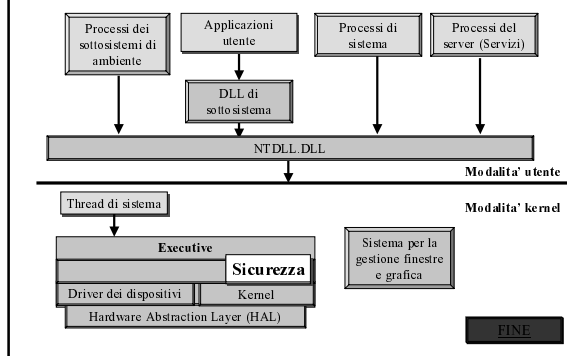 Processi dei
sottosistemi di
ambiente
Applicazioni
utente
Processi di
sistema
Processi del
server (Servizi)
DLL di
sottosistema
NTDLL.DLL
Modalita' utente
Thread di sistema
Modalita' kernel
Executive
Sicurezza
Driver dei dispositivi
Kernel
Hardware Abstraction Layer (HAL)
Sistema per la
gestione finestre
e grafica
FINE